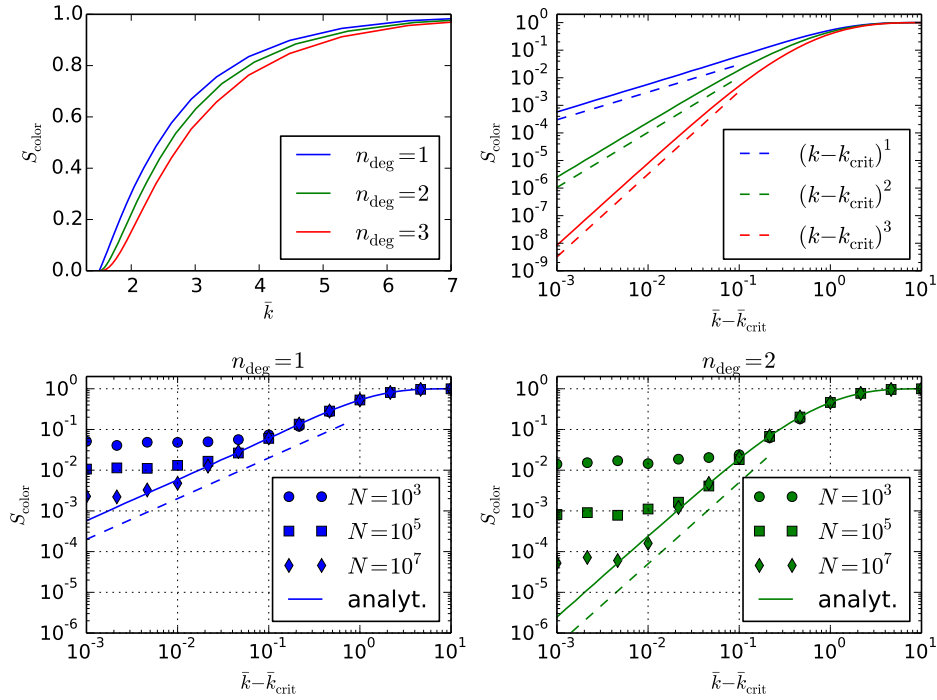 1.0
0.8
0.6
0.4
0.2
0.0
S_color
2 3 4 5 6 7
k̄
n_deg=1
n_deg=2
n_deg=3
10^0
10^-1
10^-2
10^-3
10^-4
10^-5
10^-6
10^-7
10^-8
10^-9
S_color
10^-3 10^-2 10^-1 10^0 10^1
k̄−k̄_crit
(k−k_crit)^1
(k−k_crit)^2
(k−k_crit)^3
n_deg=1
10^0
10^-1
10^-2
10^-3
10^-4
10^-5
10^-6
S_color
10^-3 10^-2 10^-1 10^0 10^1
k̄−k̄_crit
N=10^3
N=10^5
N=10^7
analyt.
n_deg=2
10^0
10^-1
10^-2
10^-3
10^-4
10^-5
10^-6
S_color
10^-3 10^-2 10^-1 10^0 10^1
k̄−k̄_crit
N=10^3
N=10^5
N=10^7
analyt.